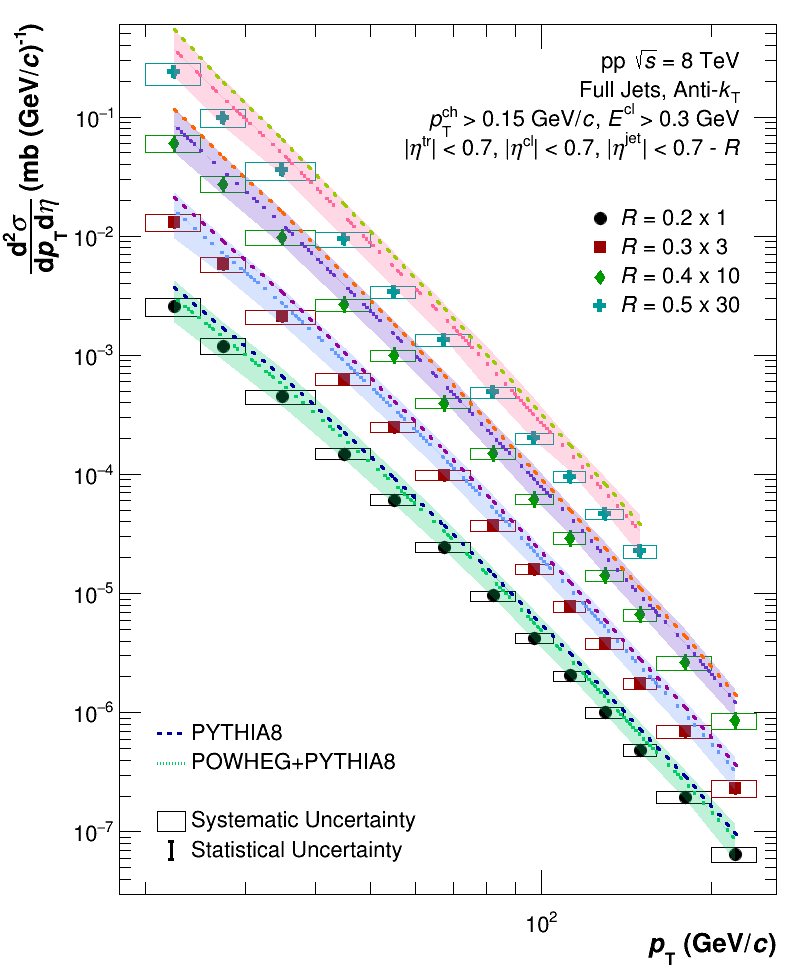 d²σ/dp_T dη (mb (GeV/c)⁻¹)
pp √s = 8 TeV
Full Jets, Anti-k_T
p_T^ch > 0.15 GeV/c, E^cl > 0.3 GeV
|η^tr| < 0.7, |η^cl| < 0.7, |η^jet| < 0.7 - R
R = 0.2 x 1
R = 0.3 x 3
R = 0.4 x 10
R = 0.5 x 30
10⁻¹
10⁻²
10⁻³
10⁻⁴
10⁻⁵
10⁻⁶
10⁻⁷
PYTHIA8
POWHEG+PYTHIA8
Systematic Uncertainty
Statistical Uncertainty
10²
p_T (GeV/c)